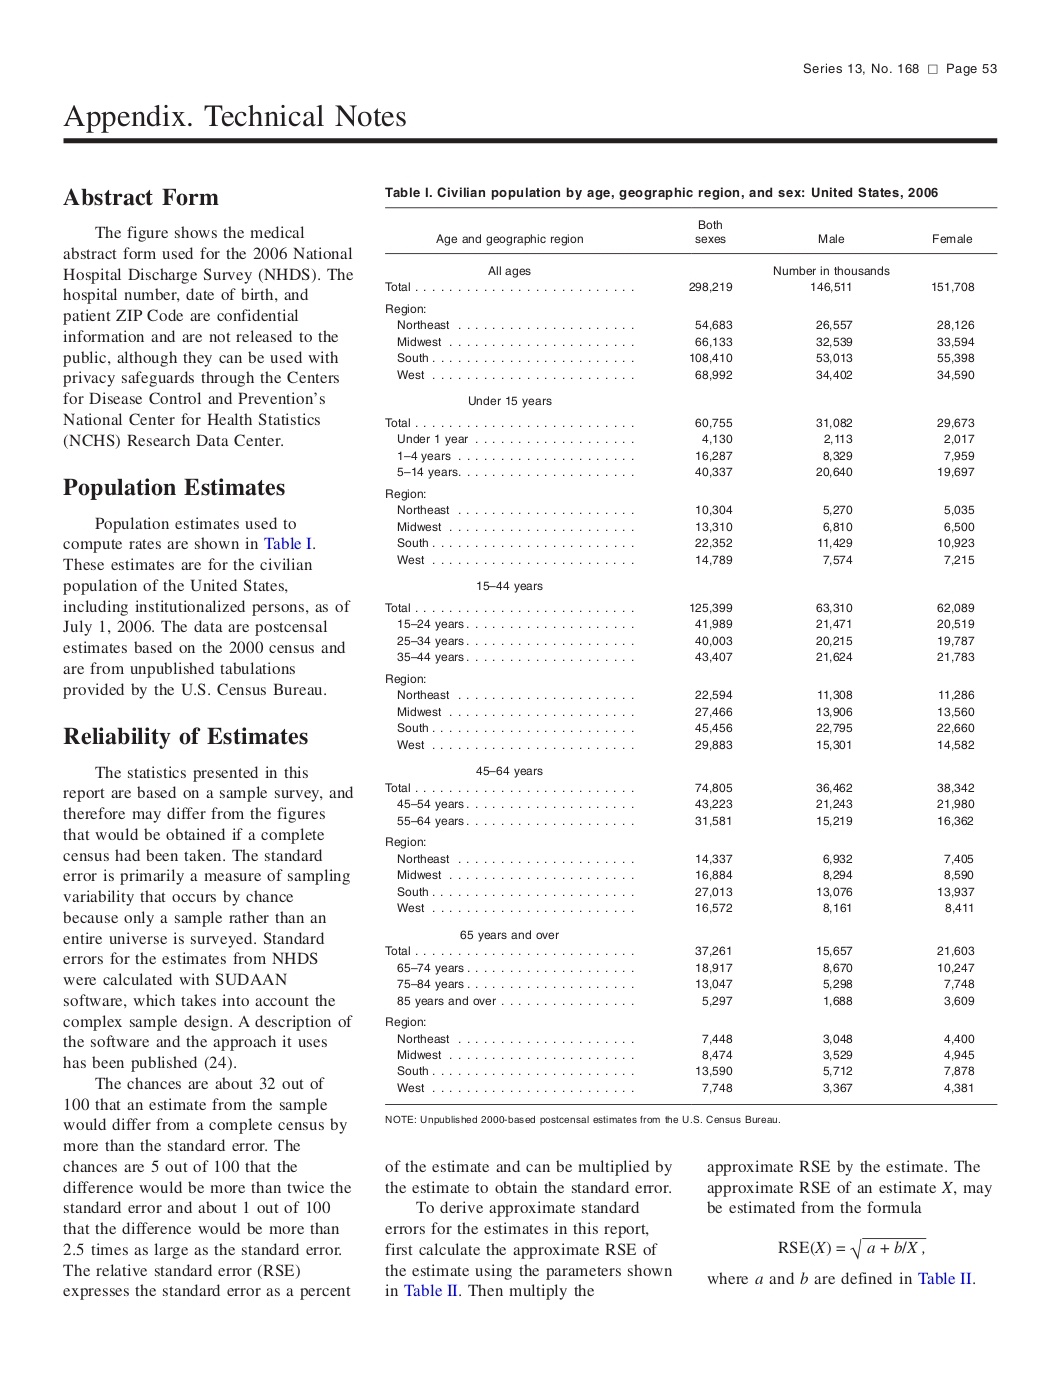 Series 13, No. 168 □ Page 53
Appendix. Technical Notes
Abstract Form
The figure shows the medical
abstract form used for the 2006 National
Hospital Discharge Survey (NHDS). The
hospital number, date of birth, and
patient ZIP Code are confidential
information and are not released to the
public, although they can be used with
privacy safeguards through the Centers
for Disease Control and Prevention's
National Center for Health Statistics
(NCHS) Research Data Center.
Population Estimates
Population estimates used to
compute rates are shown in Table I.
These estimates are for the civilian
population of the United States,
including institutionalized persons, as of
July 1, 2006. The data are postcensal
estimates based on the 2000 census and
are from unpublished tabulations
provided by the U.S. Census Bureau.
Reliability of Estimates
The statistics presented in this
report are based on a sample survey, and
therefore may differ from the figures
that would be obtained if a complete
census had been taken. The standard
error is primarily a measure of sampling
variability that occurs by chance
because only a sample rather than an
entire universe is surveyed. Standard
errors for the estimates from NHDS
were calculated with SUDAAN
software, which takes into account the
complex sample design. A description of
the software and the approach it uses
has been published (24).
The chances are about 32 out of
100 that an estimate from the sample
would differ from a complete census by
more than the standard error. The
chances are 5 out of 100 that the
difference would be more than twice the
standard error and about 1 out of 100
that the difference would be more than
2.5 times as large as the standard error.
The relative standard error (RSE)
expresses the standard error as a percent
Table I. Civilian population by age, geographic region, and sex: United States, 2006
Both
Age and geographic region sexes Male Female
All ages Number in thousands
Total . . . . . . . . . . . . . . . . . . . . . . . . . . 298,219 146,511 151,708
Region:
Northeast . . . . . . . . . . . . . . . . . . . . . 54,683 26,557 28,126
Midwest . . . . . . . . . . . . . . . . . . . . . . 66,133 32,539 33,594
South . . . . . . . . . . . . . . . . . . . . . . . . 108,410 53,013 55,398
West . . . . . . . . . . . . . . . . . . . . . . . . 68,992 34,402 34,590
Under 15 years
Total . . . . . . . . . . . . . . . . . . . . . . . . . . 60,755 31,082 29,673
Under 1 year . . . . . . . . . . . . . . . . . . . 4,130 2,113 2,017
1–4 years . . . . . . . . . . . . . . . . . . . . . 16,287 8,329 7,959
5–14 years. . . . . . . . . . . . . . . . . . . . . 40,337 20,640 19,697
Region:
Northeast . . . . . . . . . . . . . . . . . . . . . 10,304 5,270 5,035
Midwest . . . . . . . . . . . . . . . . . . . . . . 13,310 6,810 6,500
South . . . . . . . . . . . . . . . . . . . . . . . . 22,352 11,429 10,923
West . . . . . . . . . . . . . . . . . . . . . . . . 14,789 7,574 7,215
15–44 years
Total . . . . . . . . . . . . . . . . . . . . . . . . . . 125,399 63,310 62,089
15–24 years . . . . . . . . . . . . . . . . . . . . 41,989 21,471 20,519
25–34 years . . . . . . . . . . . . . . . . . . . . 40,003 20,215 19,787
35–44 years . . . . . . . . . . . . . . . . . . . . 43,407 21,624 21,783
Region:
Northeast . . . . . . . . . . . . . . . . . . . . . 22,594 11,308 11,286
Midwest . . . . . . . . . . . . . . . . . . . . . . 27,466 13,906 13,560
South . . . . . . . . . . . . . . . . . . . . . . . . 45,456 22,795 22,660
West . . . . . . . . . . . . . . . . . . . . . . . . 29,883 15,301 14,582
45–64 years
Total . . . . . . . . . . . . . . . . . . . . . . . . . . 74,805 36,462 38,342
45–54 years . . . . . . . . . . . . . . . . . . . . 43,223 21,243 21,980
55–64 years . . . . . . . . . . . . . . . . . . . . 31,581 15,219 16,362
Region:
Northeast . . . . . . . . . . . . . . . . . . . . . 14,337 6,932 7,405
Midwest . . . . . . . . . . . . . . . . . . . . . . 16,884 8,294 8,590
South . . . . . . . . . . . . . . . . . . . . . . . . 27,013 13,076 13,937
West . . . . . . . . . . . . . . . . . . . . . . . . 16,572 8,161 8,411
65 years and over
Total . . . . . . . . . . . . . . . . . . . . . . . . . . 37,261 15,657 21,603
65–74 years . . . . . . . . . . . . . . . . . . . . 18,917 8,670 10,247
75–84 years . . . . . . . . . . . . . . . . . . . . 13,047 5,298 7,748
85 years and over . . . . . . . . . . . . . . . . 5,297 1,688 3,609
Region:
Northeast . . . . . . . . . . . . . . . . . . . . . 7,448 3,048 4,400
Midwest . . . . . . . . . . . . . . . . . . . . . . 8,474 3,529 4,945
South . . . . . . . . . . . . . . . . . . . . . . . . 13,590 5,712 7,878
West . . . . . . . . . . . . . . . . . . . . . . . . 7,748 3,367 4,381
NOTE: Unpublished 2000-based postcensal estimates from the U.S. Census Bureau.
of the estimate and can be multiplied by
the estimate to obtain the standard error.
To derive approximate standard
errors for the estimates in this report,
first calculate the approximate RSE of
the estimate using the parameters shown
in Table II. Then multiply the
approximate RSE by the estimate. The
approximate RSE of an estimate X, may
be estimated from the formula
RSE(X) = √a + b/X ,
where a and b are defined in Table II.